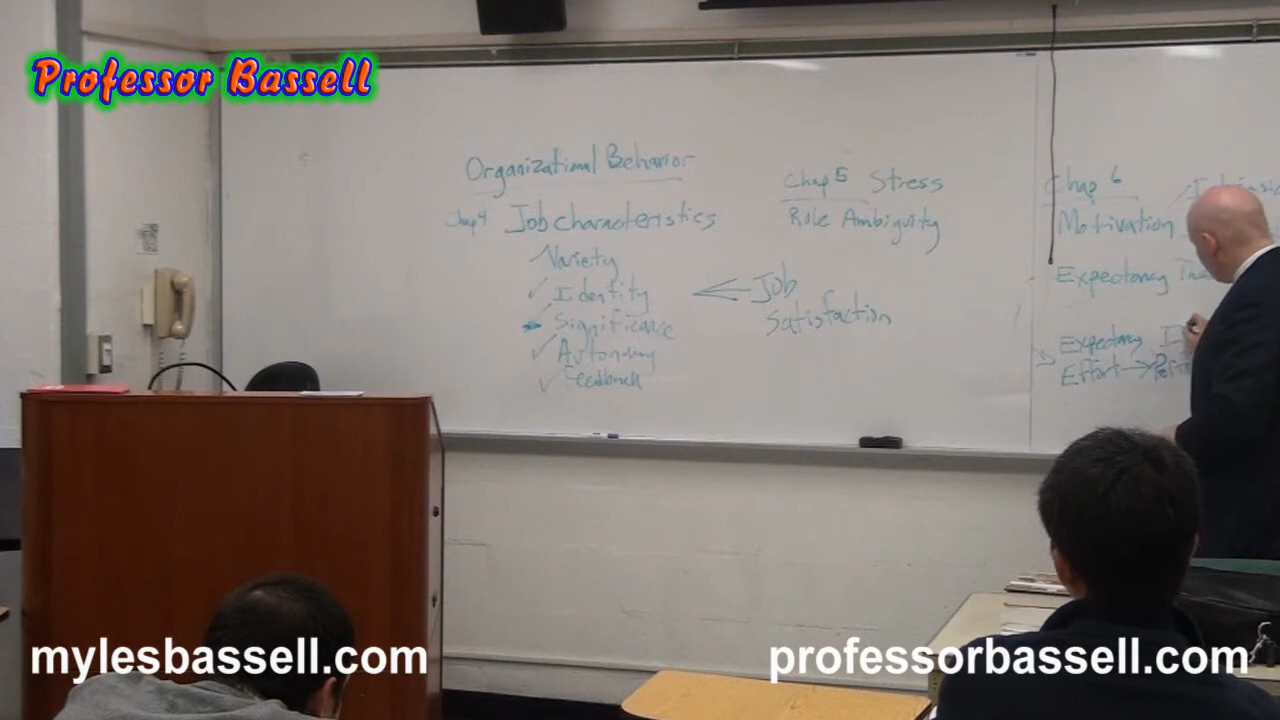 Professor Bassell
Organizational Behavior
Chap 4 Job characteristics
Variety
Identity
Significance
Autonomy
Feedback
Job
Satisfaction
Chap 5 Stress
Role Ambiguity
Chap 6
Motivation
Expectancy
Expectancy
Effort →
mylesbassell.com
professorbassell.com